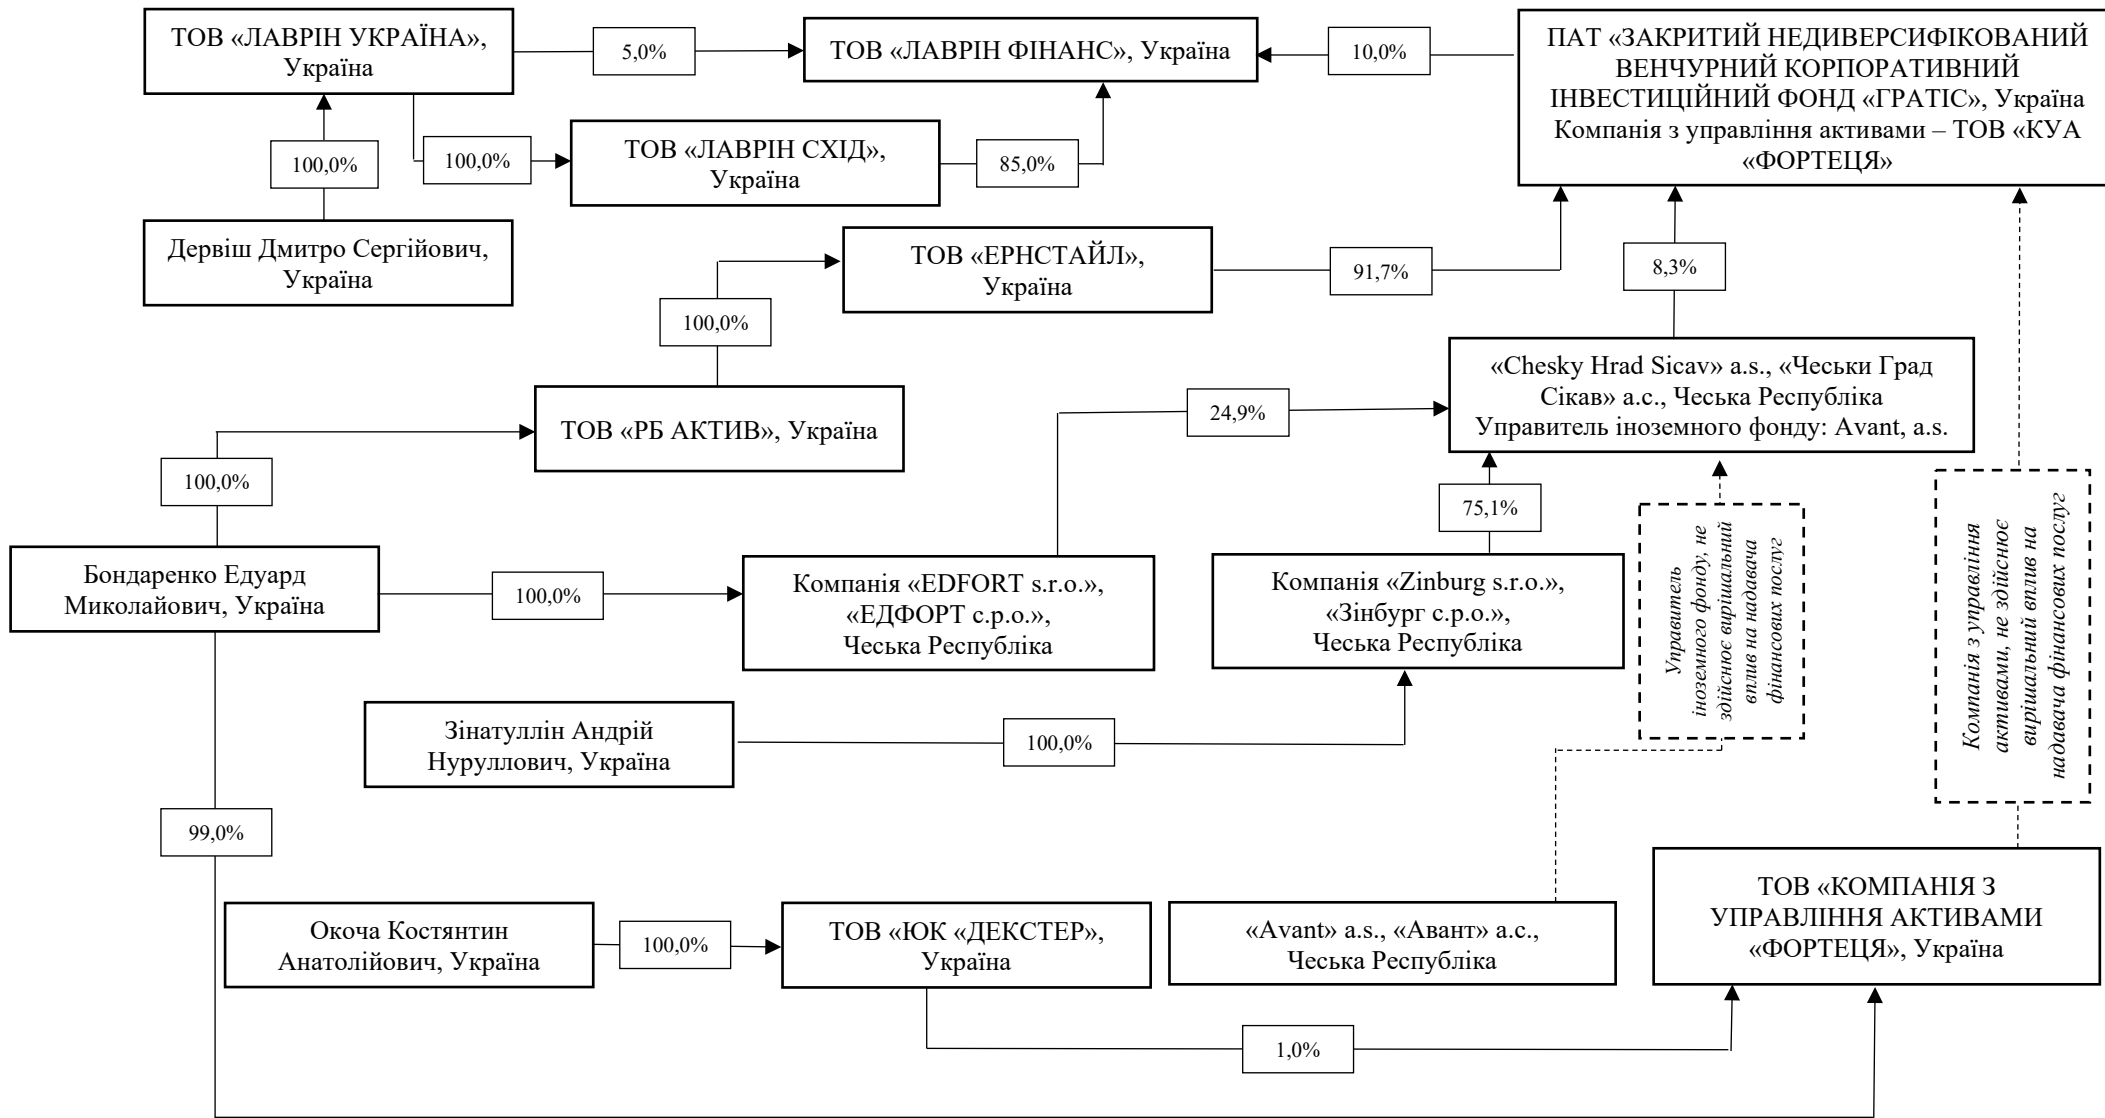 ТОВ «ЛАВРІН УКРАЇНА»,
Україна
5,0%
ТОВ «ЛАВРІН ФІНАНС», Україна
10,0%
ПАТ «ЗАКРИТИЙ НЕДИВЕРСИФІКОВАНИЙ
ВЕНЧУРНИЙ КОРПОРАТИВНИЙ
ІНВЕСТИЦІЙНИЙ ФОНД «ГРАТІС», Україна
Компанія з управління активами – ТОВ «КУА
«ФОРТЕЦЯ»
100,0%
100,0%
ТОВ «ЛАВРІН СХІД»,
Україна
85,0%
Дервіш Дмитро Сергійович,
Україна
ТОВ «ЕРНСТАЙЛ»,
Україна
91,7%
8,3%
100,0%
«Chesky Hrad Sicav» a.s., «Чеськи Град
Сікав» а.с., Чеська Республіка
Управитель іноземного фонду: Avant, a.s.
ТОВ «РБ АКТИВ», Україна
24,9%
100,0%
75,1%
Управитель
іноземного фонду, не
здійснює вирішальний
вплив на надавача
фінансових послуг
Компанія з управління
активами, не здійснює
вирішальний вплив на
надавача фінансових послуг
Бондаренко Едуард
Миколайович, Україна
100,0%
Компанія «EDFORT s.r.o.»,
«ЕДФОРТ с.р.о.»,
Чеська Республіка
Компанія «Zinburg s.r.o.»,
«Зінбург с.р.о.»,
Чеська Республіка
Зінатуллін Андрій
Нуруллович, Україна
100,0%
99,0%
Окоча Костянтин
Анатолійович, Україна
100,0%
ТОВ «ЮК «ДЕКСТЕР»,
Україна
«Avant» a.s., «Авант» а.с.,
Чеська Республіка
ТОВ «КОМПАНІЯ З
УПРАВЛІННЯ АКТИВАМИ
«ФОРТЕЦЯ», Україна
1,0%